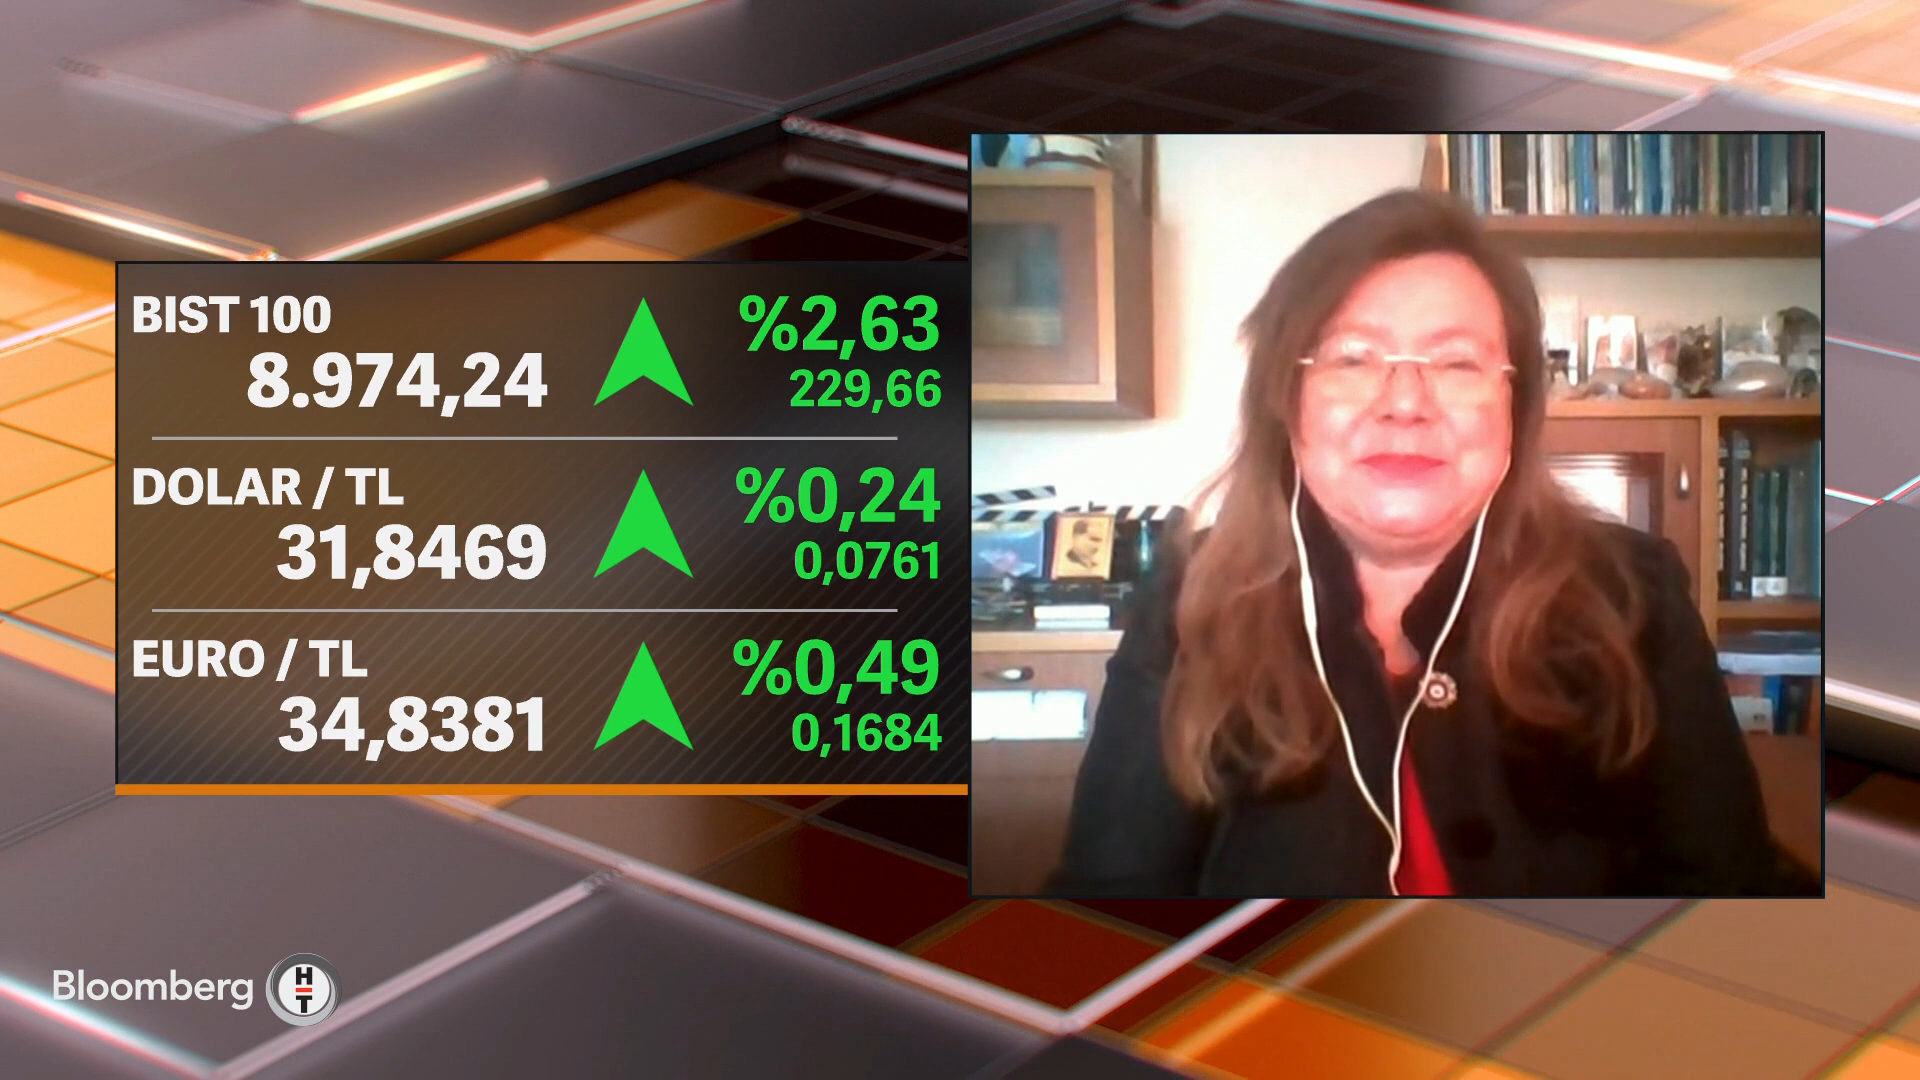 BIST 100
8.974,24
%2,63
229,66
DOLAR / TL
31,8469
%0,24
0,0761
EURO / TL
34,8381
%0,49
0,1684
Bloomberg HT